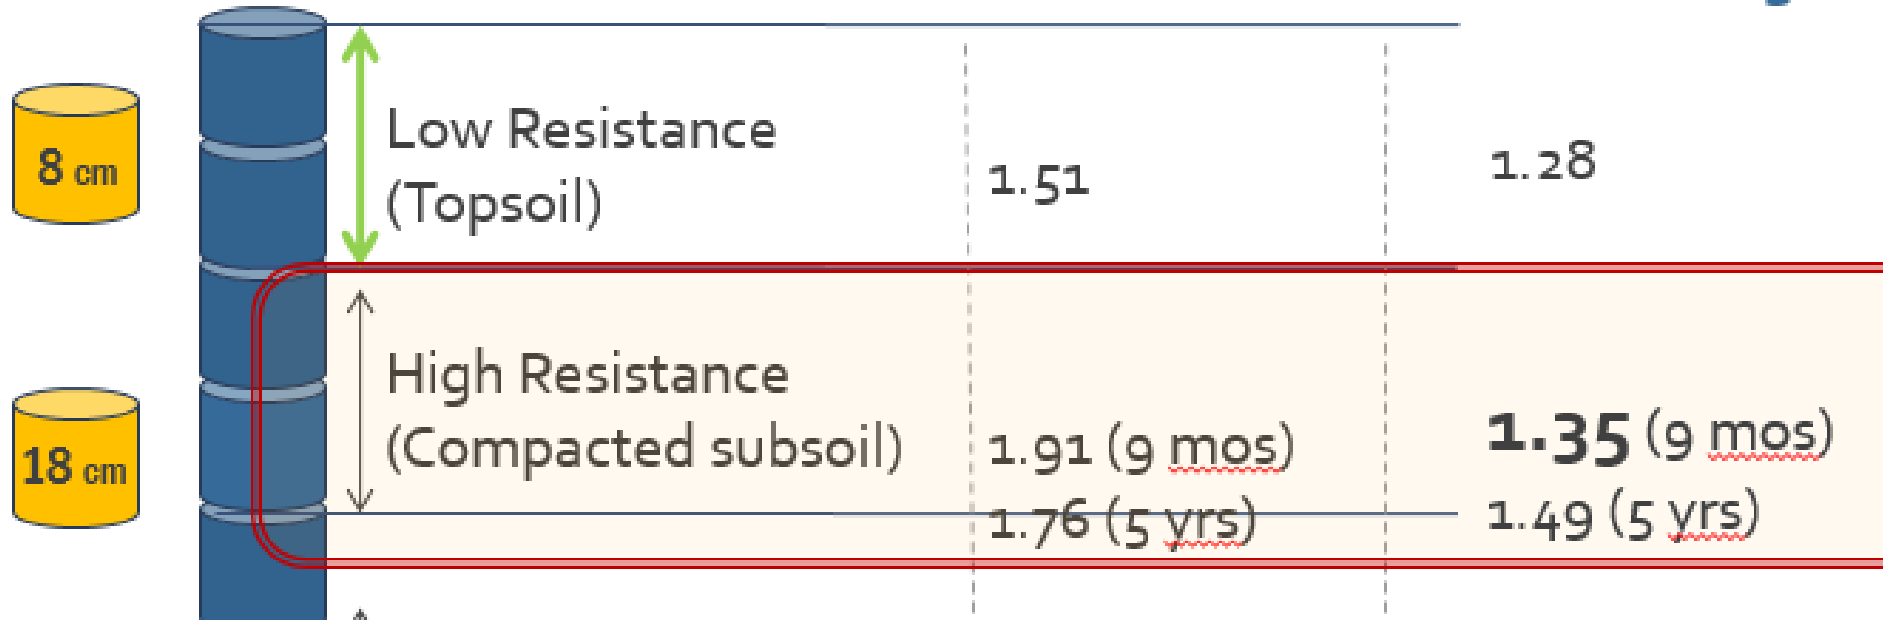 8 cm
Low Resistance
(Topsoil)
1.51
1.28
18 cm
High Resistance
(Compacted subsoil)
1.91 (9 mos)
1.76 (5 yrs)
1.35 (9 mos)
1.49 (5 yrs)